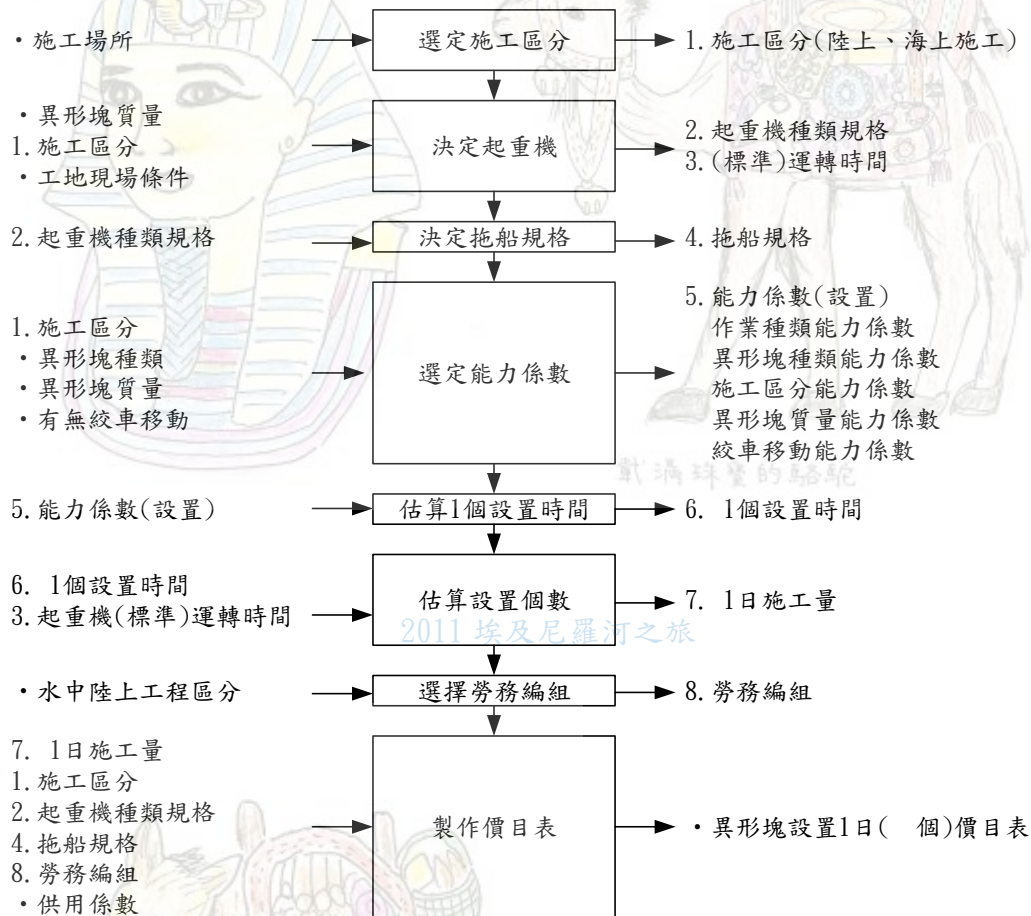 ・施工場所
選定施工區分
1.施工區分(陸上、海上施工)
・異形塊質量
1.施工區分
・工地現場條件
決定起重機
2.起重機種類規格
3.(標準)運轉時間
2.起重機種類規格
決定拖船規格
4.拖船規格
1.施工區分
・異形塊種類
・異形塊質量
・有無絞車移動
選定能力係數
5.能力係數(設置)
作業種類能力係數
異形塊種類能力係數
施工區分能力係數
異形塊質量能力係數
絞車移動能力係數
載滿珠寶的駱駝
5.能力係數(設置)
估算1個設置時間
6. 1個設置時間
6. 1個設置時間
3.起重機(標準)運轉時間
估算設置個數
7. 1日施工量
2011 埃及尼羅河之旅
・水中陸上工程區分
選擇勞務編組
8.勞務編組
7. 1日施工量
1.施工區分
2.起重機種類規格
4.拖船規格
8.勞務編組
・供用係數
製作價目表
・異形塊設置1日(　個)價目表